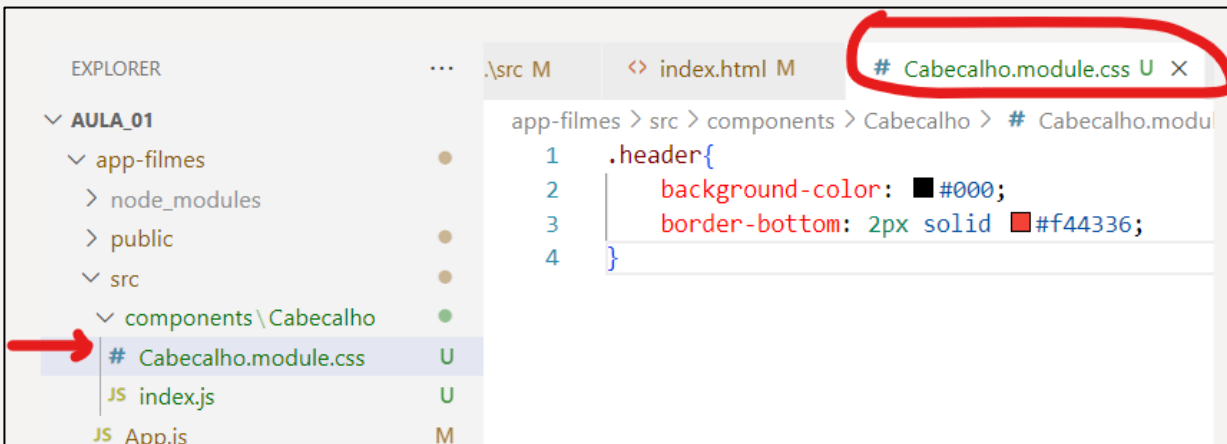 EXPLORER ...
AULA_01
app-filmes
node_modules
public
src
components\Cabecalho
# Cabecalho.module.css U
JS index.js U
JS App.js M
.\src M
<> index.html M
# Cabecalho.module.css U ×
app-filmes > src > components > Cabecalho > # Cabecalho.modul
1 .header{
2 background-color: #000;
3 border-bottom: 2px solid #f44336;
4 }